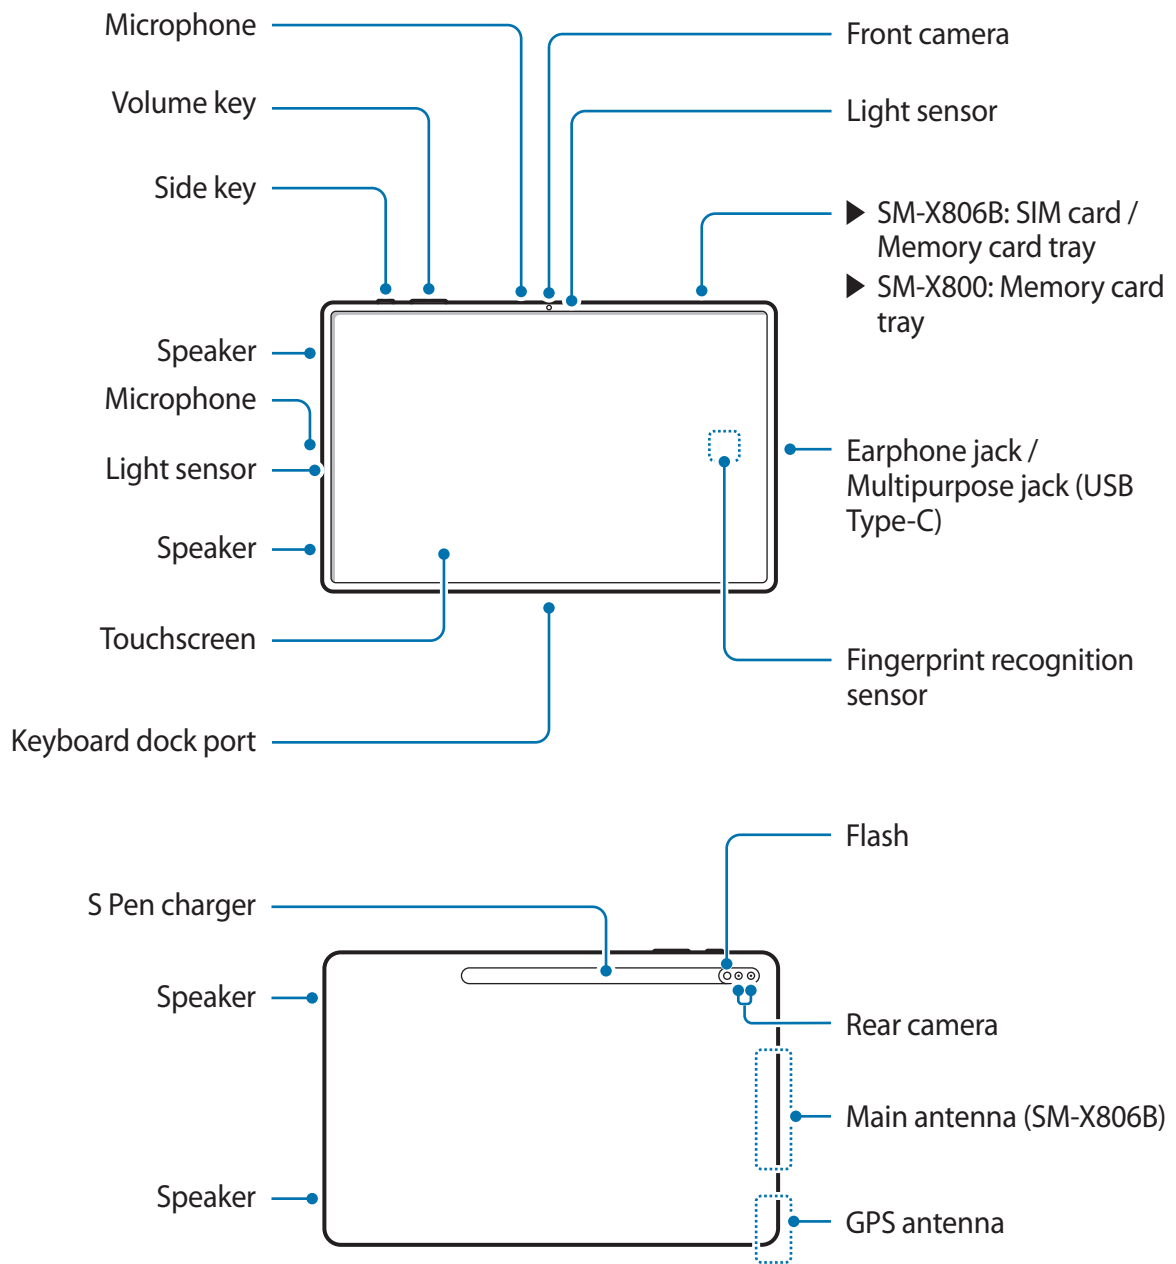 Microphone
Volume key
Side key
Speaker
Microphone
Light sensor
Speaker
Touchscreen
Keyboard dock port
Front camera
Light sensor
▶ SM-X806B: SIM card /
Memory card tray
▶ SM-X800: Memory card
tray
Earphone jack /
Multipurpose jack (USB
Type-C)
Fingerprint recognition
sensor
S Pen charger
Speaker
Speaker
Flash
Rear camera
Main antenna (SM-X806B)
GPS antenna